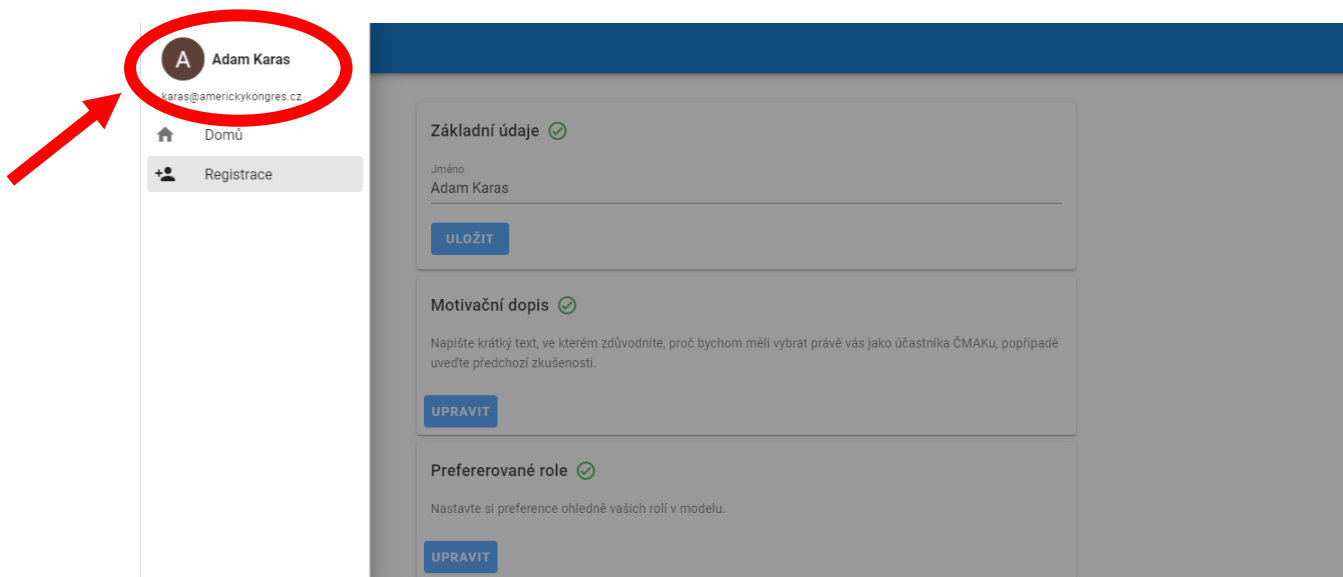 A Adam Karas
karas@americkykongres.cz
Domů
Registrace
Základní údaje
Jméno
Adam Karas
ULOŽIT
Motivační dopis
Napište krátký text, ve kterém zdůvodníte, proč bychom měli vybrat právě vás jako účastníka ČMAKu, popřípadě
uveďte předchozí zkušenosti.
UPRAVIT
Prefererované role
Nastavte si preference ohledně vašich rolí v modelu.
UPRAVIT